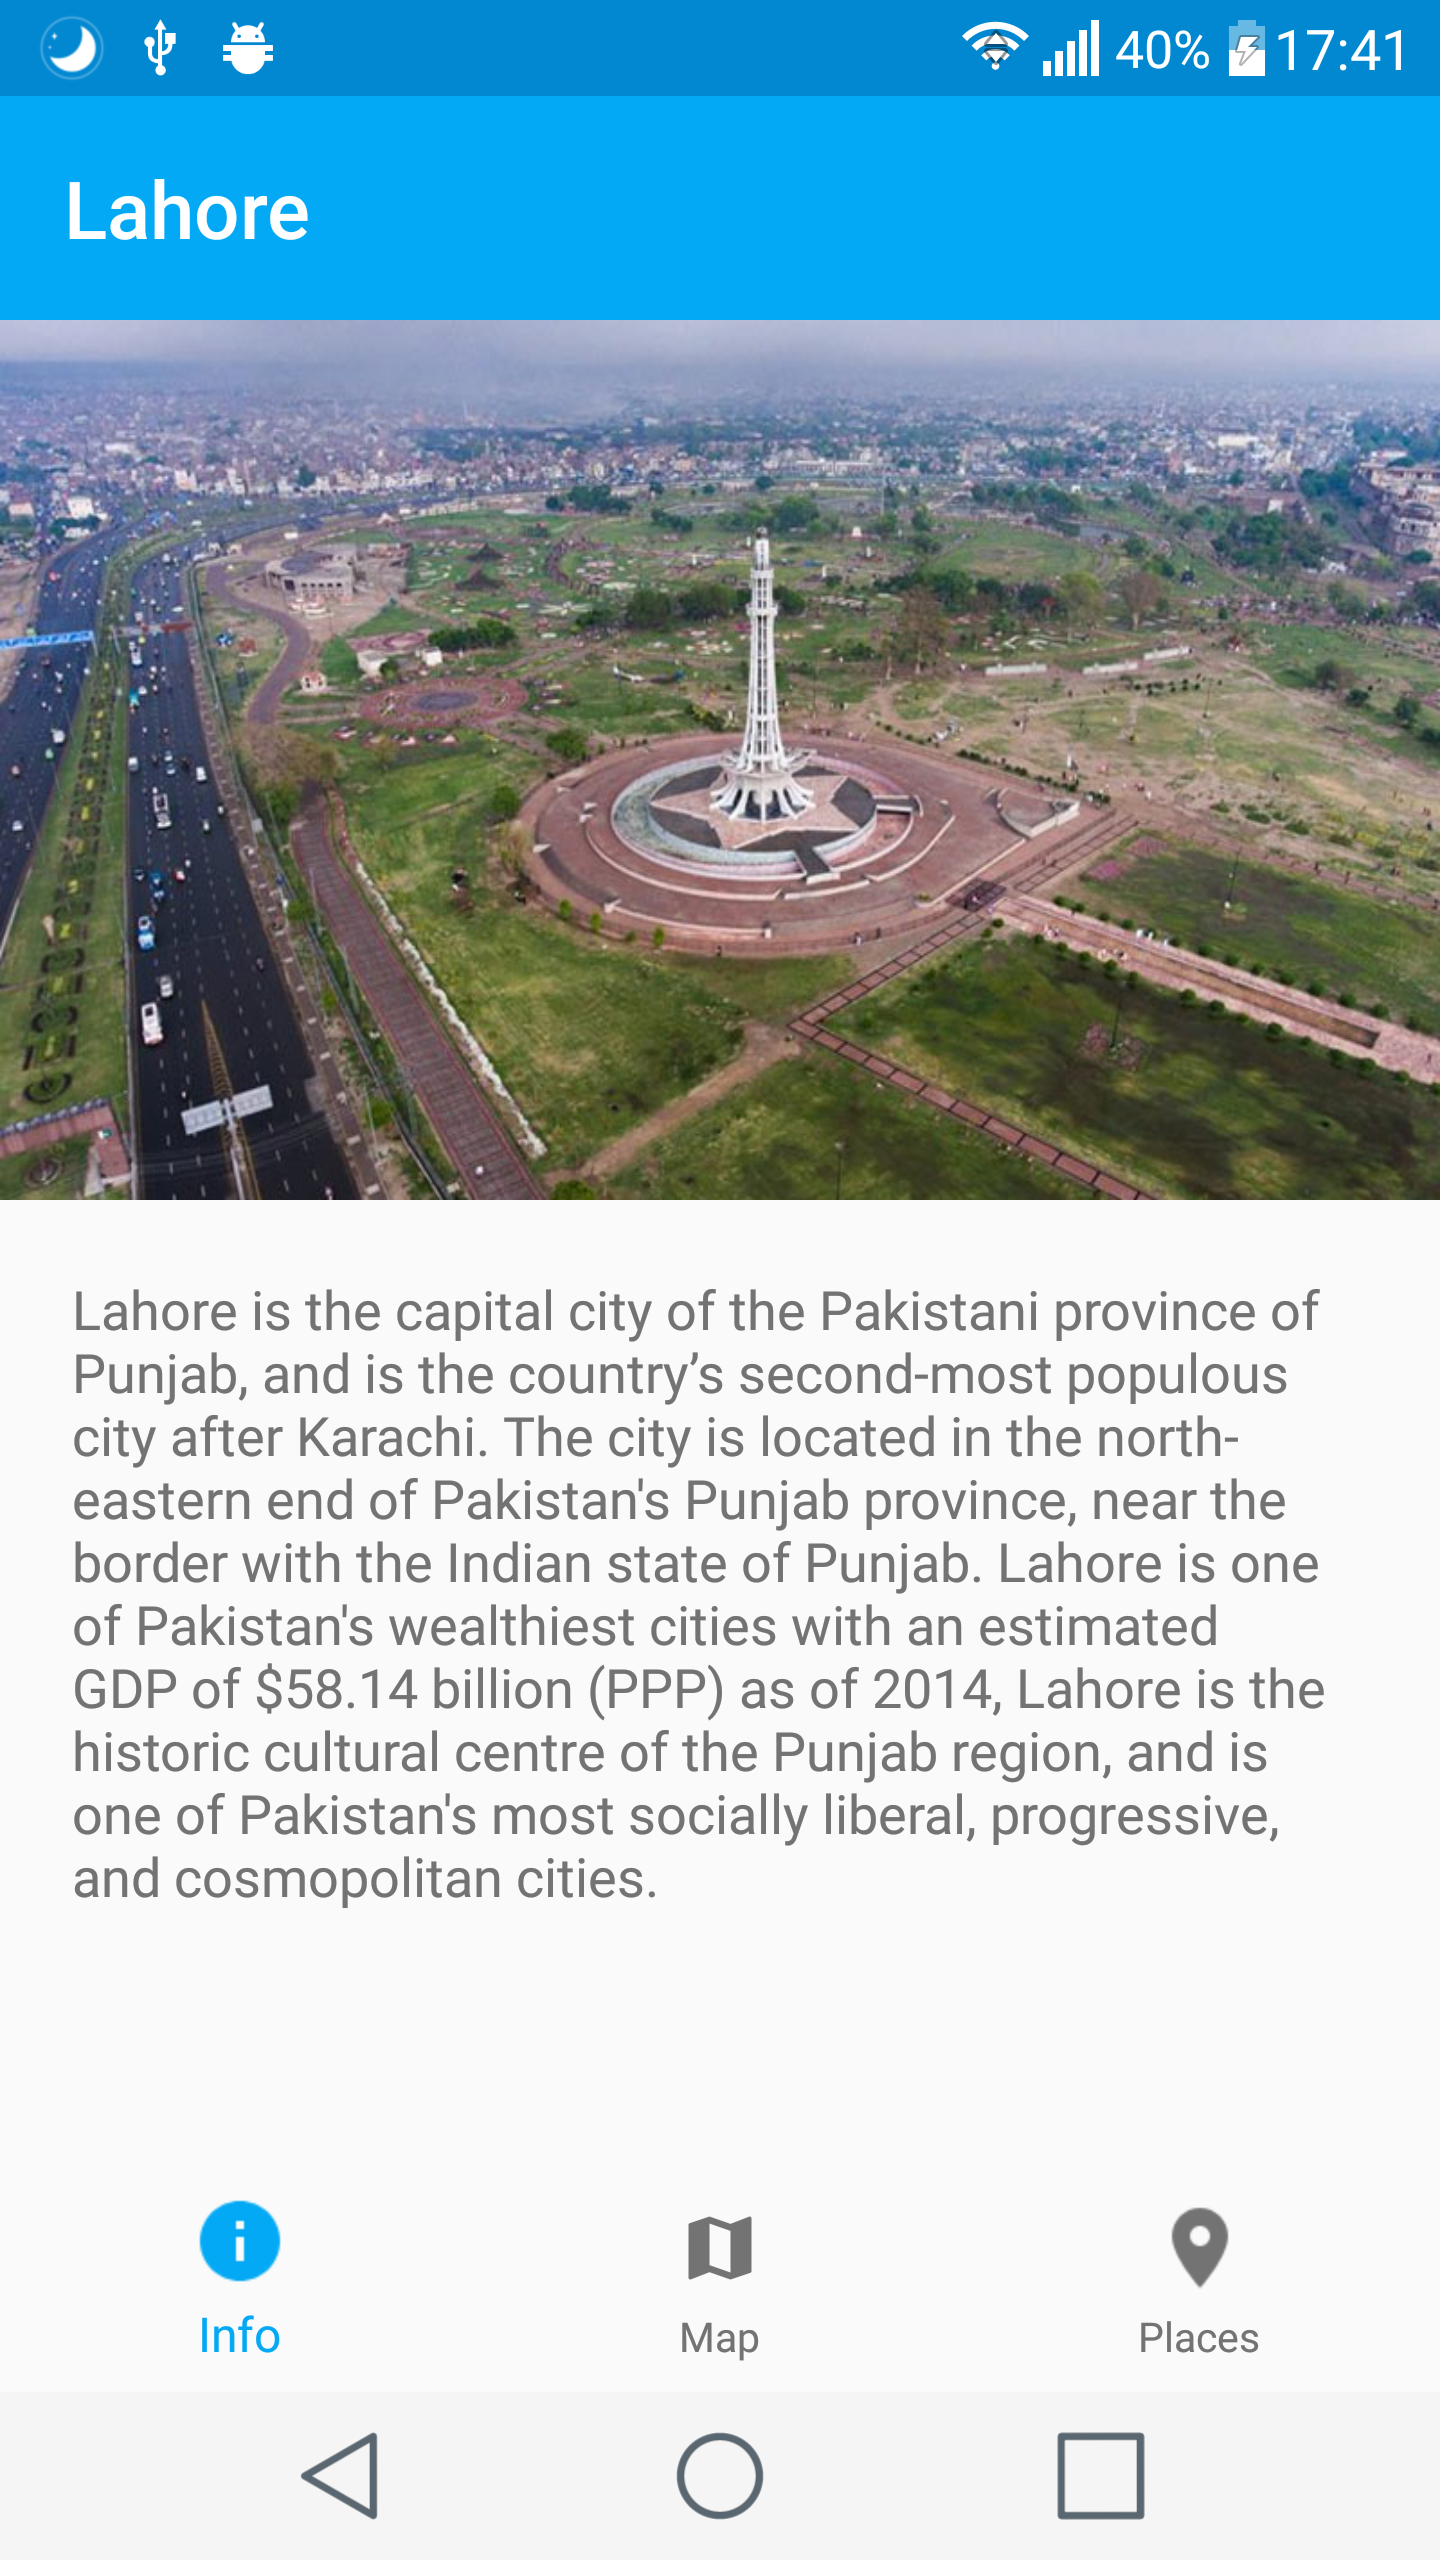 40% 17:41
Lahore
Lahore is the capital city of the Pakistani province of
Punjab, and is the country’s second-most populous
city after Karachi. The city is located in the north-
eastern end of Pakistan's Punjab province, near the
border with the Indian state of Punjab. Lahore is one
of Pakistan's wealthiest cities with an estimated
GDP of $58.14 billion (PPP) as of 2014, Lahore is the
historic cultural centre of the Punjab region, and is
one of Pakistan's most socially liberal, progressive,
and cosmopolitan cities.
Info Map Places